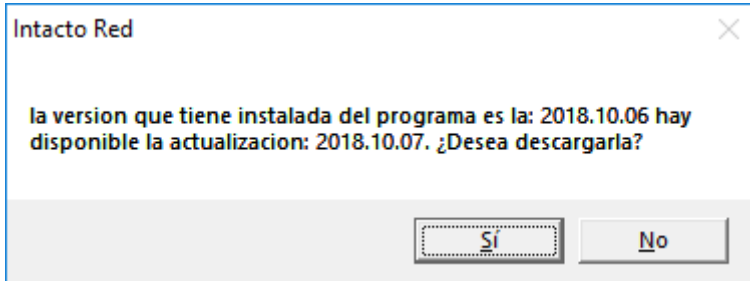 Intacto Red
la version que tiene instalada del programa es la: 2018.10.06 hay
disponible la actualizacion: 2018.10.07. ¿Desea descargarla?
Sí
No